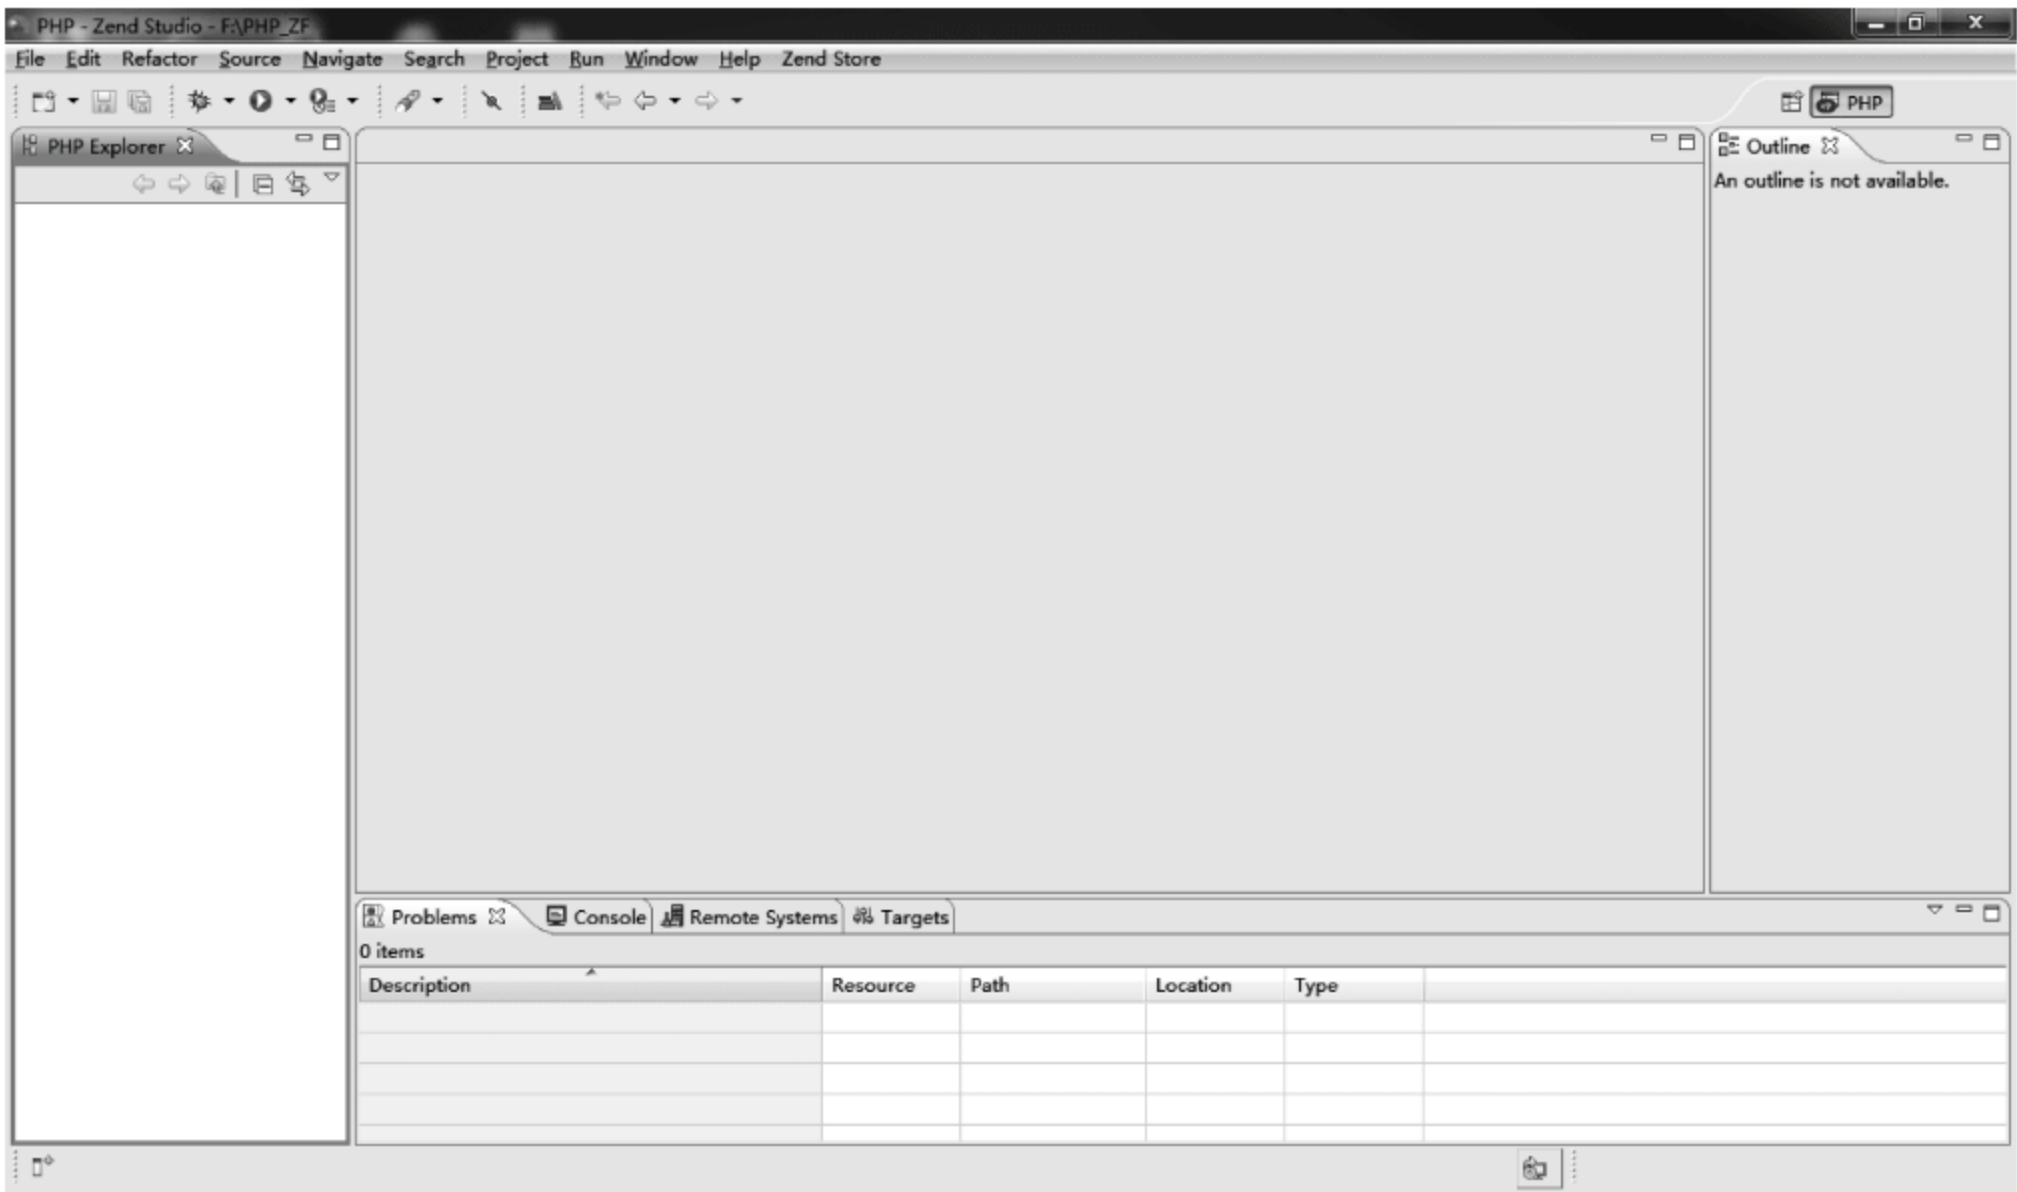 PHP - Zend Studio - F:\PHP_ZF
File Edit Refactor Source Navigate Search Project Run Window Help Zend Store
PHP
PHP Explorer
Outline
An outline is not available.
Problems Console Remote Systems Targets
0 items
Description Resource Path Location Type